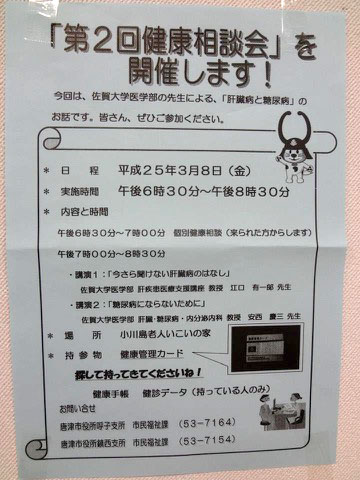 「第2回健康相談会」を
開催します！
今回は、佐賀大学医学部の先生による、「肝臓病と糖尿病」の
お話です。皆さん、ぜひご参加ください。
* 日　程　平成25年3月8日（金）
* 実施時間　午後6時30分～午後8時30分
* 内容と時間
午後6時30分～7時00分　個別健康相談（来られた方からします）
午後7時00分～8時30分
・講演1：「今さら聞けない肝臓病のはなし」
佐賀大学医学部 肝疾患医療支援講座 教授　江口　有一郎 先生
・講演2：「糖尿病にならないために」
佐賀大学医学部 肝臓・糖尿病・内分泌内科 教授　安西　慶三 先生
* 場　所　小川島老人いこいの家
* 持参物　健康管理カード
探して持ってきてくださいね！
健康手帳　健診データ（持っている人のみ）
お問い合せ
唐津市役所呼子支所　市民福祉課　（53-7164）
唐津市役所鎮西支所　市民福祉課　（53-7154）